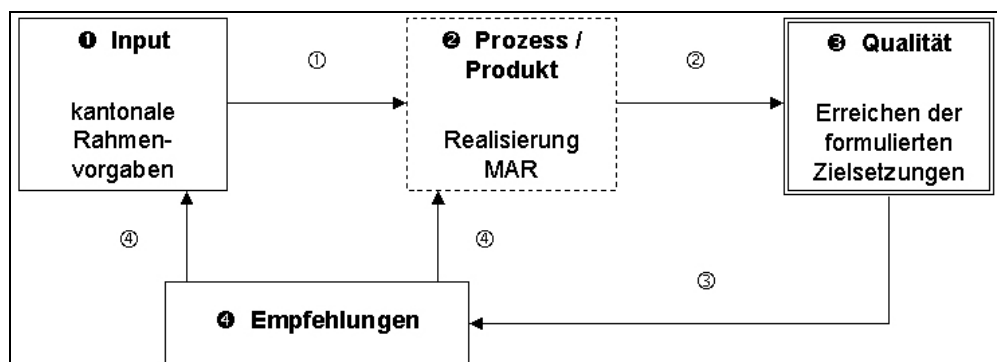 ❶ Input
kantonale
Rahmen-
vorgaben
①
❷ Prozess /
Produkt
Realisierung
MAR
②
❸ Qualität
Erreichen der
formulierten
Zielsetzungen
④
④
③
❹ Empfehlungen